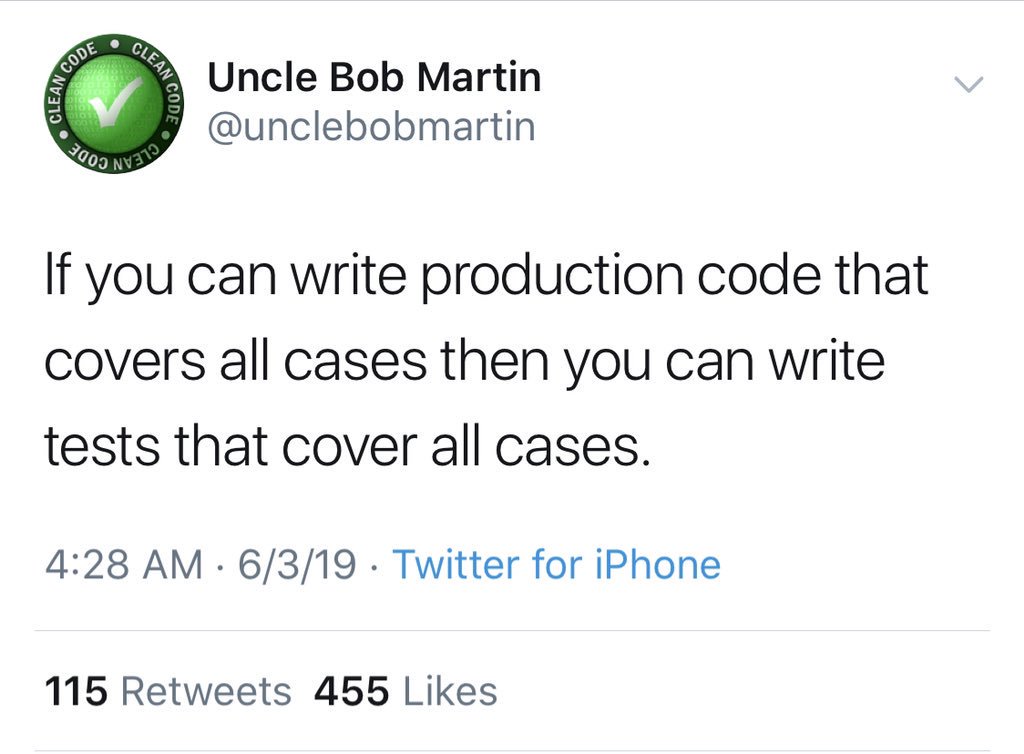 CLEAN CODE • CLEAN CODE • CLEAN CODE •
Uncle Bob Martin
@unclebobmartin
If you can write production code that
covers all cases then you can write
tests that cover all cases.
4:28 AM · 6/3/19 · Twitter for iPhone
115 Retweets 455 Likes